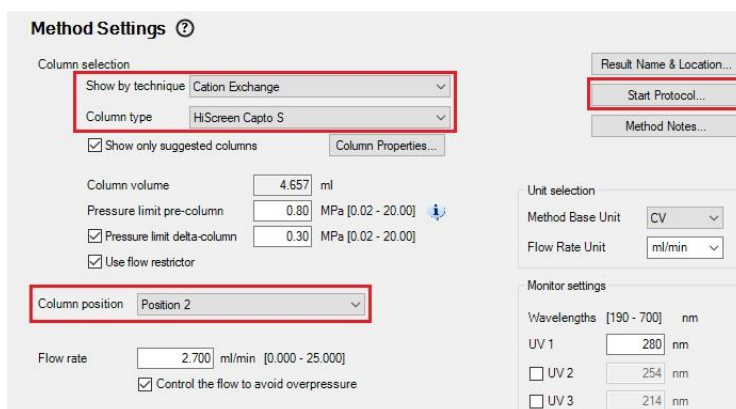 Method Settings ?
Column selection
Show by technique Cation Exchange
Column type HiScreen Capto S
Show only suggested columns Column Properties...
Column volume 4.657 ml
Pressure limit pre-column 0.80 MPa [0.02 - 20.00] i
Pressure limit delta-column 0.30 MPa [0.02 - 20.00]
Use flow restrictor
Column position Position 2
Flow rate 2.700 ml/min [0.000 - 25.000]
Control the flow to avoid overpressure
Result Name & Location...
Start Protocol...
Method Notes...
Unit selection
Method Base Unit CV
Flow Rate Unit ml/min
Monitor settings
Wavelengths [190 - 700] nm
UV 1 280 nm
UV 2 254 nm
UV 3 214 nm